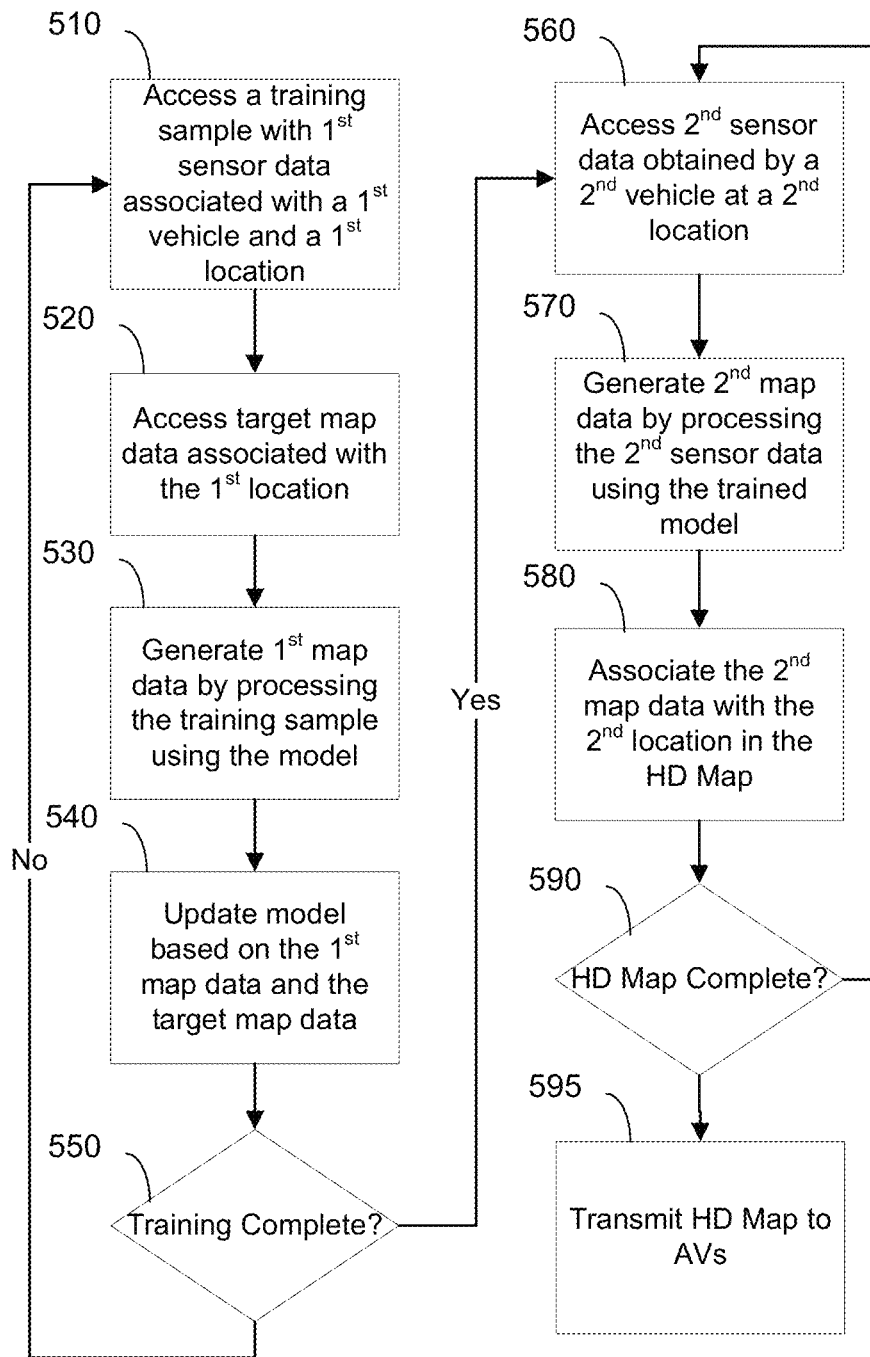 510
Access a training
sample with 1st
sensor data
associated with a 1st
vehicle and a 1st
location
520
Access target map
data associated with
the 1st location
530
Generate 1st map
data by processing
the training sample
using the model
540
No
Update model
based on the 1st
map data and the
target map data
550
Training Complete?
Yes
560
Access 2nd sensor
data obtained by a
2nd vehicle at a 2nd
location
570
Generate 2nd map
data by processing
the 2nd sensor data
using the trained
model
580
Associate the 2nd
map data with the
2nd location in the
HD Map
590
HD Map Complete?
595
Transmit HD Map to
AVs